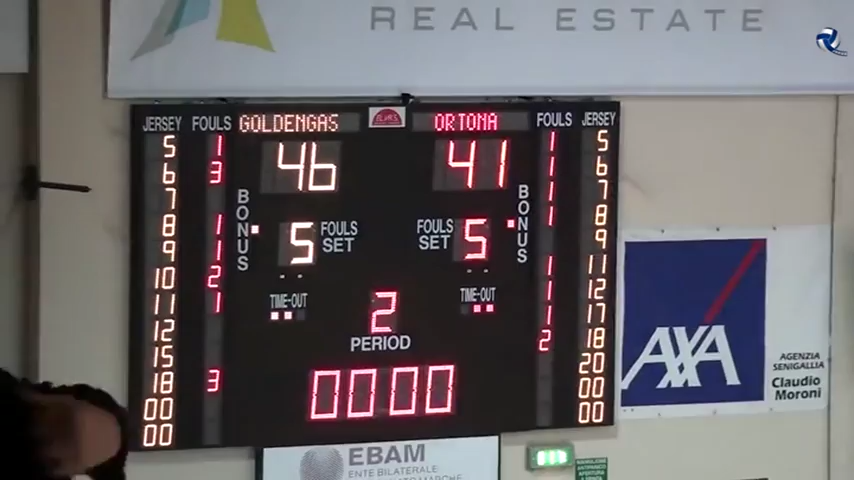 REAL ESTATE
JERSEY FOULS GOLDENGAS ORTONA FOULS JERSEY
5 1 46 41 1 5
6 3 1 6
7 1 7
8 1 1 8
9 1 9
10 2 1 11
11 1 1 12
12 1 17
15 2 18
18 3 20
00 00
00 00
BONUS 5 FOULS SET FOULS SET 5 BONUS
TIME-OUT TIME-OUT
2
PERIOD
0000
AXA
AGENZIA
SENIGALLIA
Claudio
Moroni
EBAM
ENTE BILATERALE